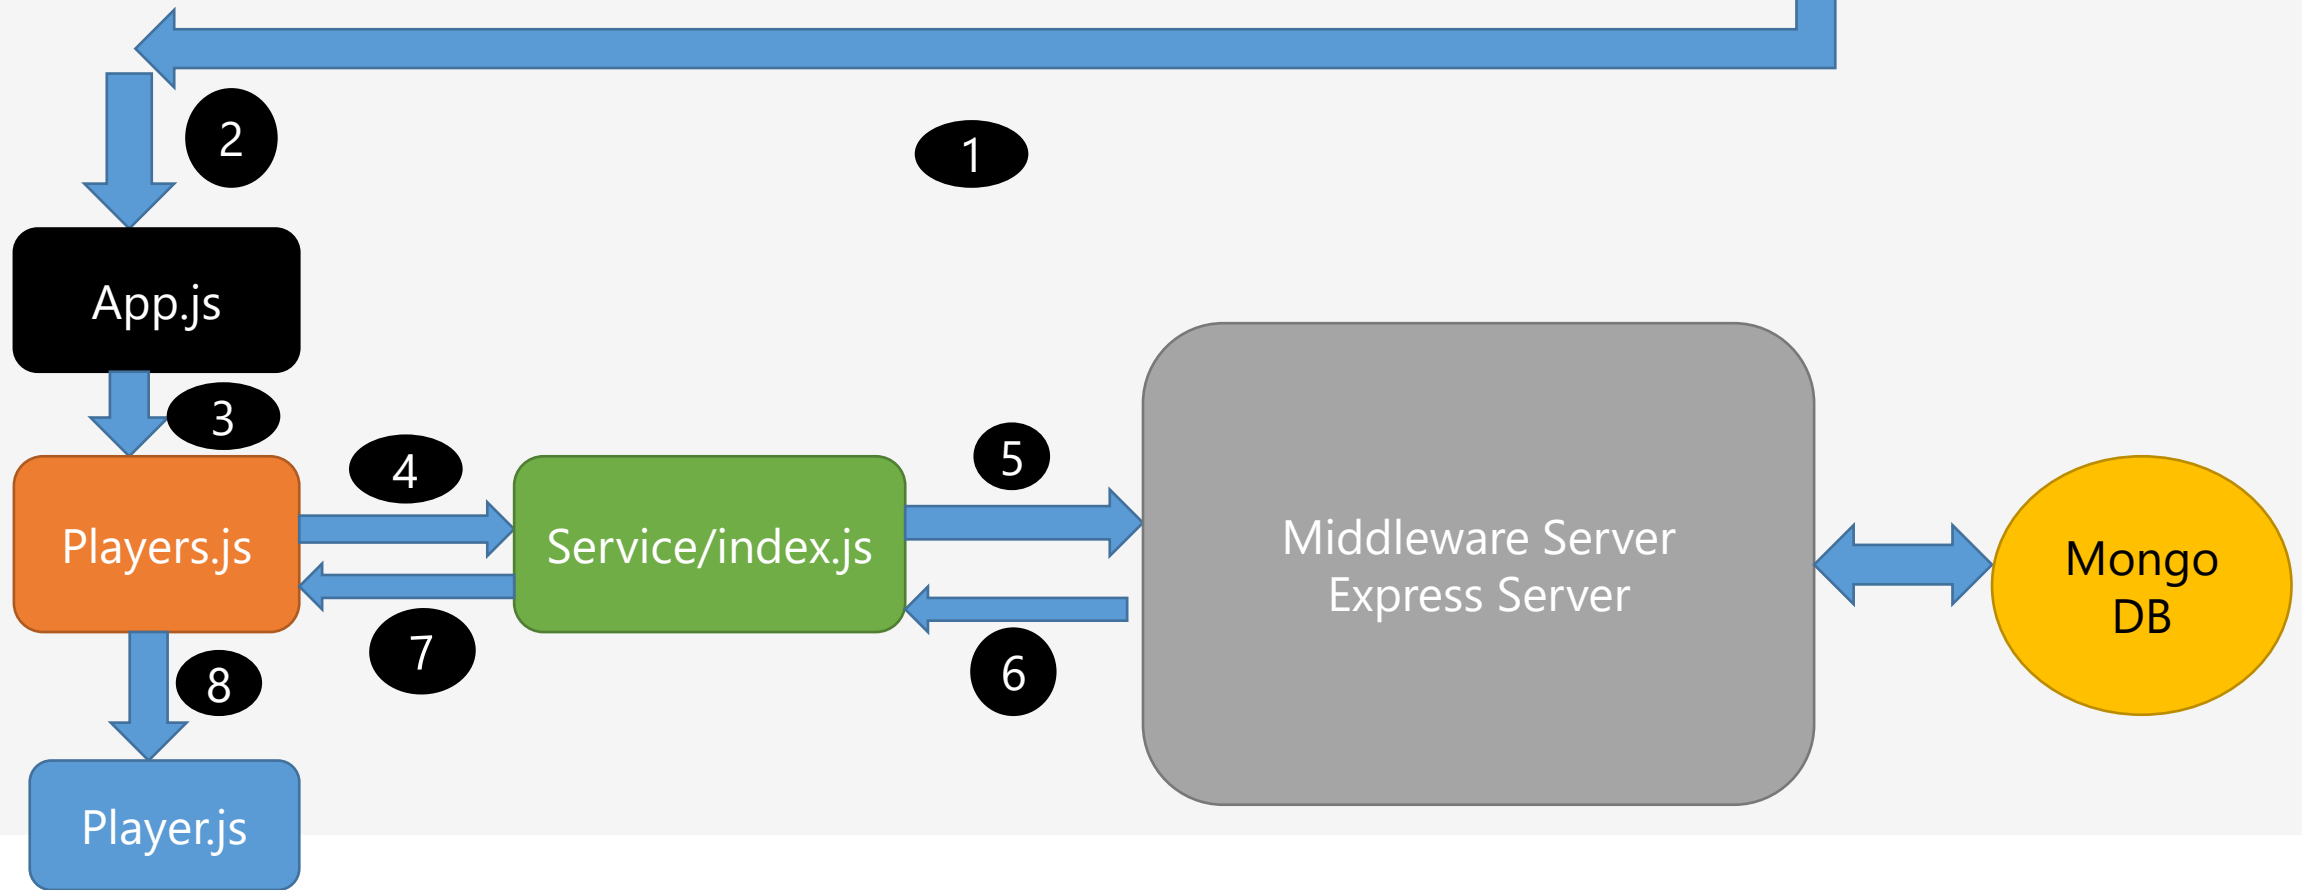 2
1
App.js
3
4
5
Players.js
Service/index.js
Middleware Server
Express Server
Mongo
DB
7
6
8
Player.js